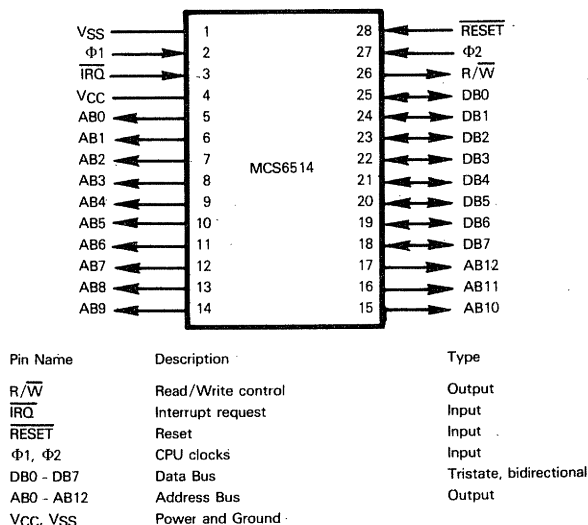 VSS 1 28 R̅E̅S̅E̅T̅
Φ1 2 27 Φ2
I̅R̅Q̅ 3 26 R/W̅
VCC 4 25 DB0
AB0 5 24 DB1
AB1 6 23 DB2
AB2 7 22 DB3
MCS6514
AB3 8 21 DB4
AB4 9 20 DB5
AB5 10 19 DB6
AB6 11 18 DB7
AB7 12 17 AB12
AB8 13 16 AB11
AB9 14 15 AB10
Pin Name Description Type
R/W̅ Read/Write control Output
I̅R̅Q̅ Interrupt request Input
R̅E̅S̅E̅T̅ Reset Input
Φ1, Φ2 CPU clocks Input
DB0 - DB7 Data Bus Tristate, bidirectional
AB0 - AB12 Address Bus Output
VCC, VSS Power and Ground